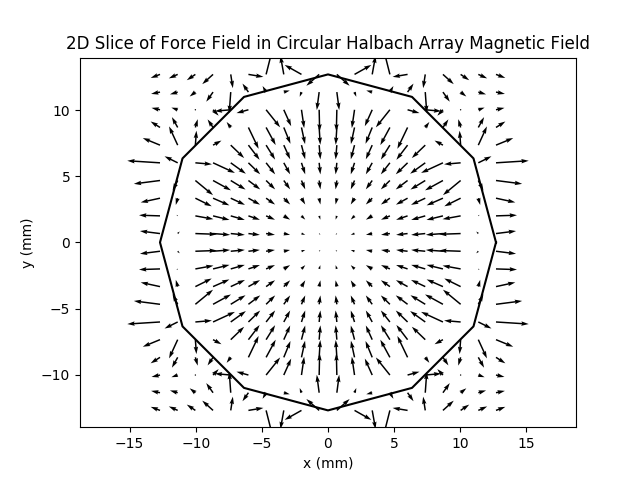 2D Slice of Force Field in Circular Halbach Array Magnetic Field
10
5
0
−5
−10
y (mm)
−15 −10 −5 0 5 10 15
x (mm)